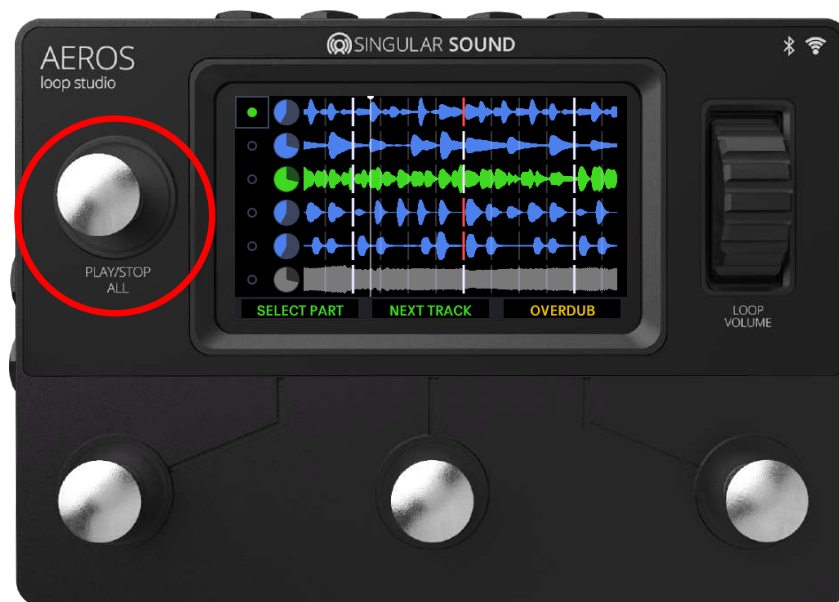 AEROS
loop studio
SINGULAR SOUND
PLAY/STOP
ALL
SELECT PART
NEXT TRACK
OVERDUB
LOOP
VOLUME